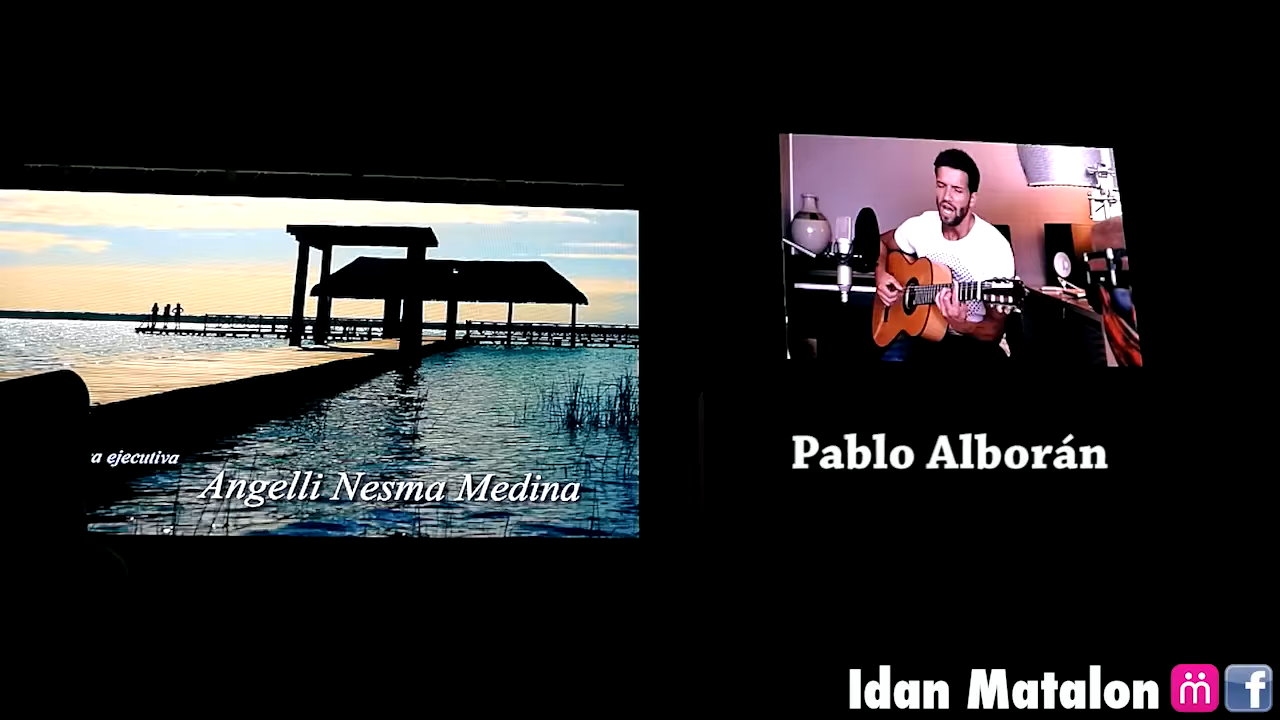 a ejecutiva
Angelli Nesma Medina
Pablo Alborán
Idan Matalon